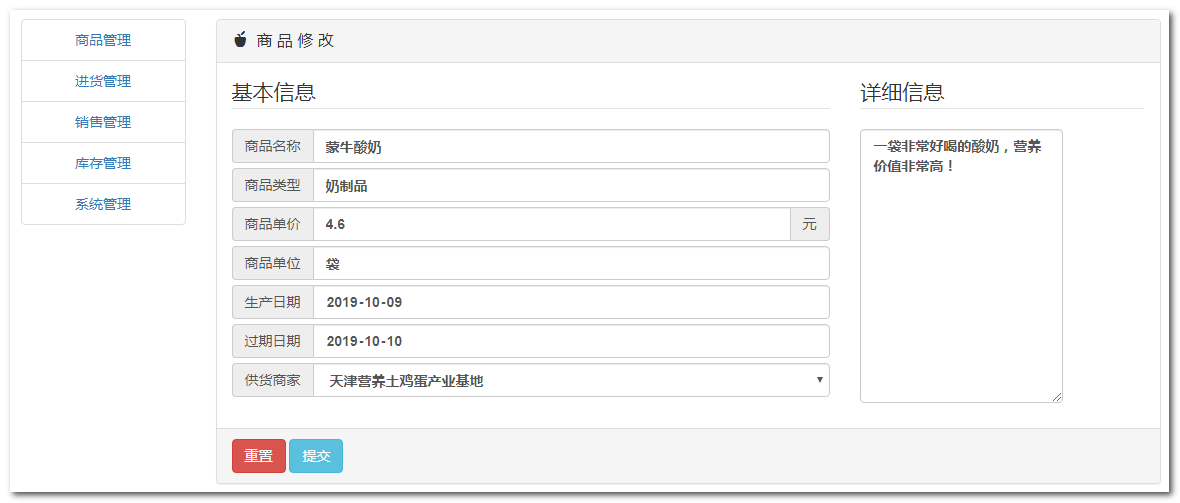 商品管理
进货管理
销售管理
库存管理
系统管理
商品修改
基本信息
商品名称 蒙牛酸奶
商品类型 奶制品
商品单价 4.6 元
商品单位 袋
生产日期 2019-10-09
过期日期 2019-10-10
供货商家 天津营养土鸡蛋产业基地
详细信息
一袋非常好喝的酸奶，营养
价值非常高！
重置 提交